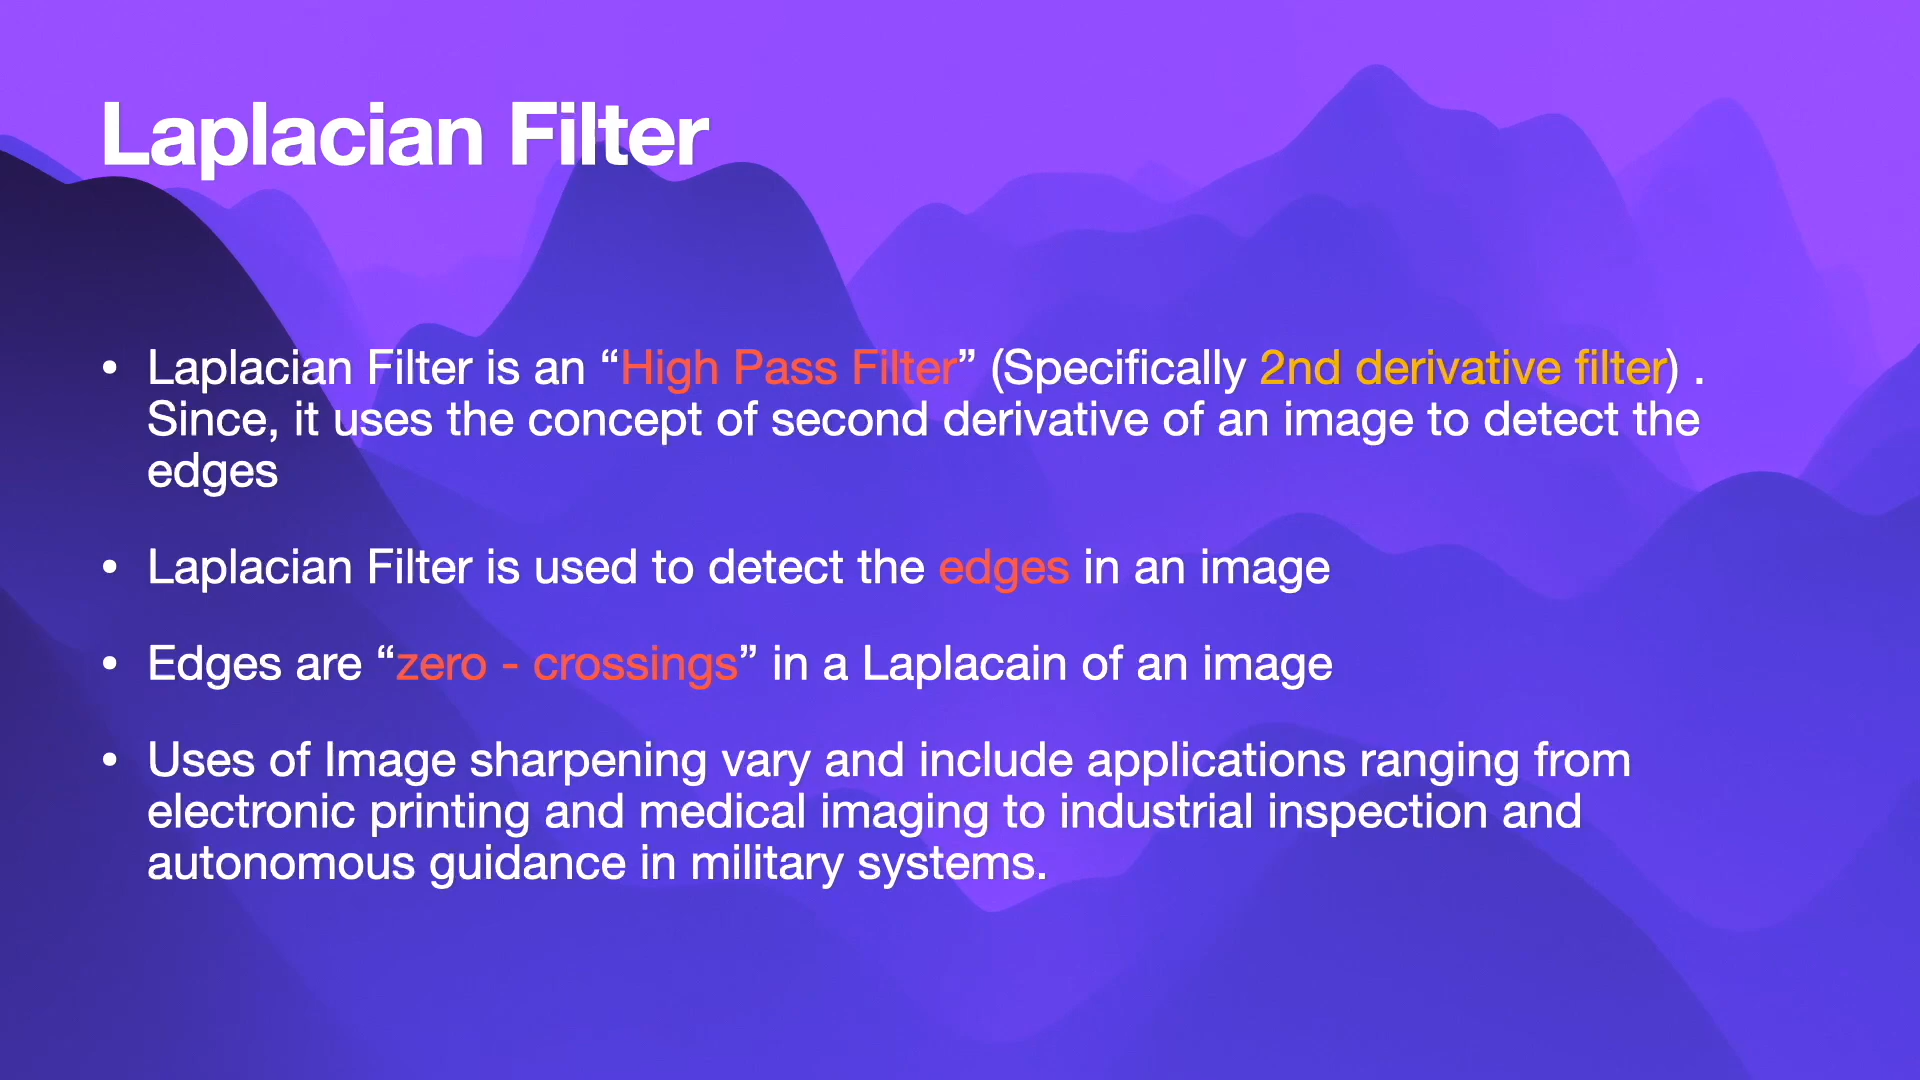 Laplacian Filter
• Laplacian Filter is an “High Pass Filter” (Specifically 2nd derivative filter) .
Since, it uses the concept of second derivative of an image to detect the
edges
• Laplacian Filter is used to detect the edges in an image
• Edges are “zero - crossings” in a Laplacain of an image
• Uses of Image sharpening vary and include applications ranging from
electronic printing and medical imaging to industrial inspection and
autonomous guidance in military systems.